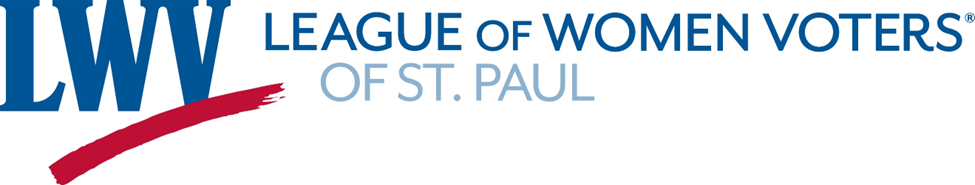 LWV
LEAGUE OF WOMEN VOTERS®
OF ST. PAUL